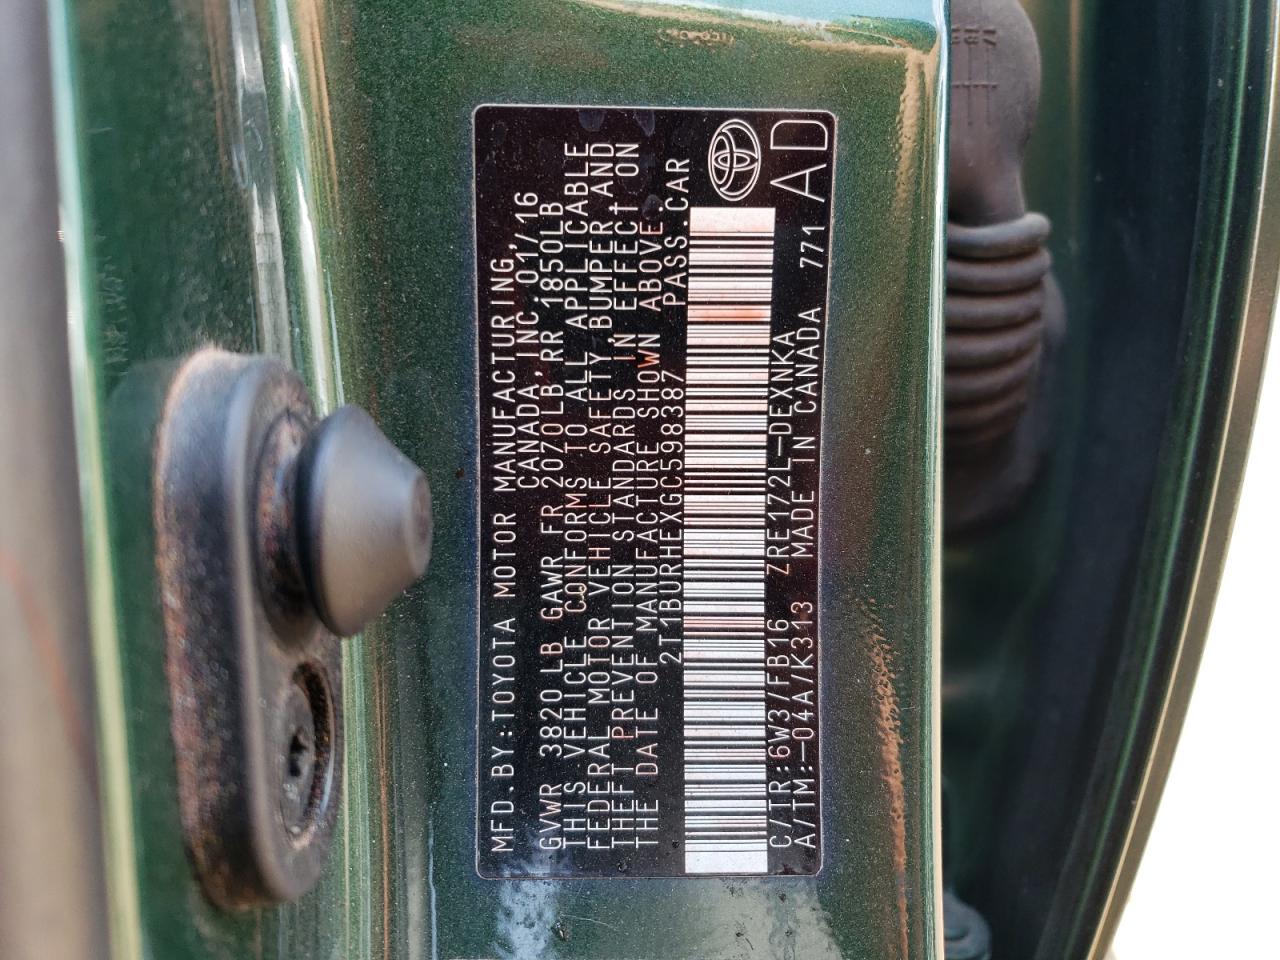 MFD.BY:TOYOTA MOTOR MANUFACTURING,
CANADA,INC.01/16
GVWR 3820 LB GAWR FR 2070LB,RR 1850LB
THIS VEHICLE CONFORMS TO ALL APPLICABLE
FEDERAL MOTOR VEHICLE SAFETY,BUMPER AND
THEFT PREVENTION STANDARDS IN EFFECT ON
THE DATE OF MANUFACTURE SHOWN ABOVE.
2T1BURHEXGC598387 PASS.CAR
C/TR:6W3/FB16 ZRE172L-DEXNKA
A/TM:-04A/K313 MADE IN CANADA 771 AD